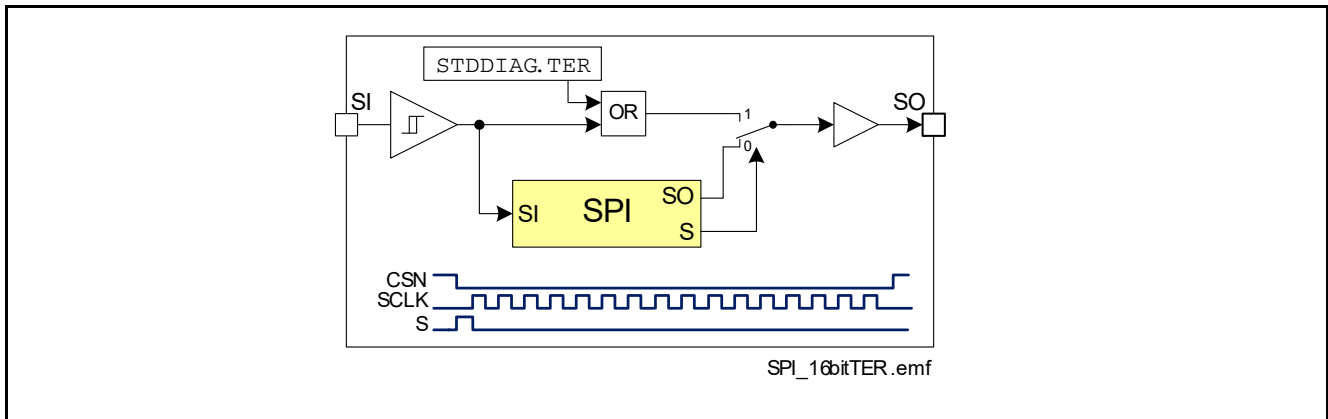 STDDIAG.TER
SI
SO
OR
1
0
SO
SI
SPI
S
CSN
SCLK
S
SPI_16bitTER.emf